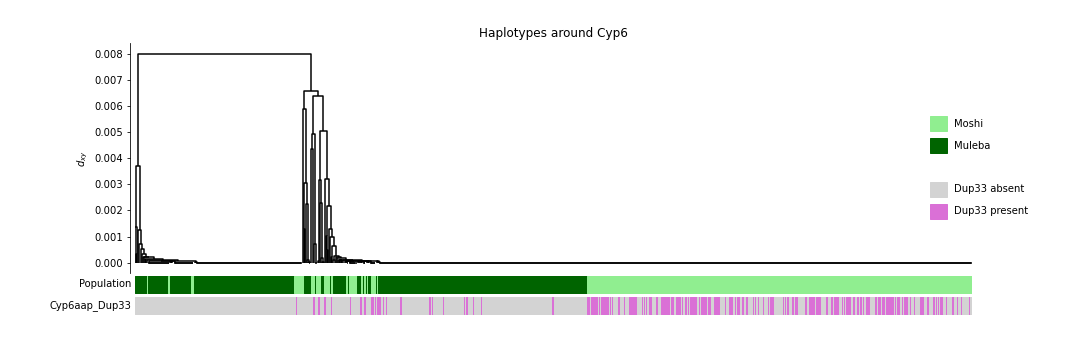 Haplotypes around Cyp6
0.008
0.007
0.006
0.005
0.004
0.003
0.002
0.001
0.000
dxy
Population
Cyp6aap_Dup33
Moshi
Muleba
Dup33 absent
Dup33 present